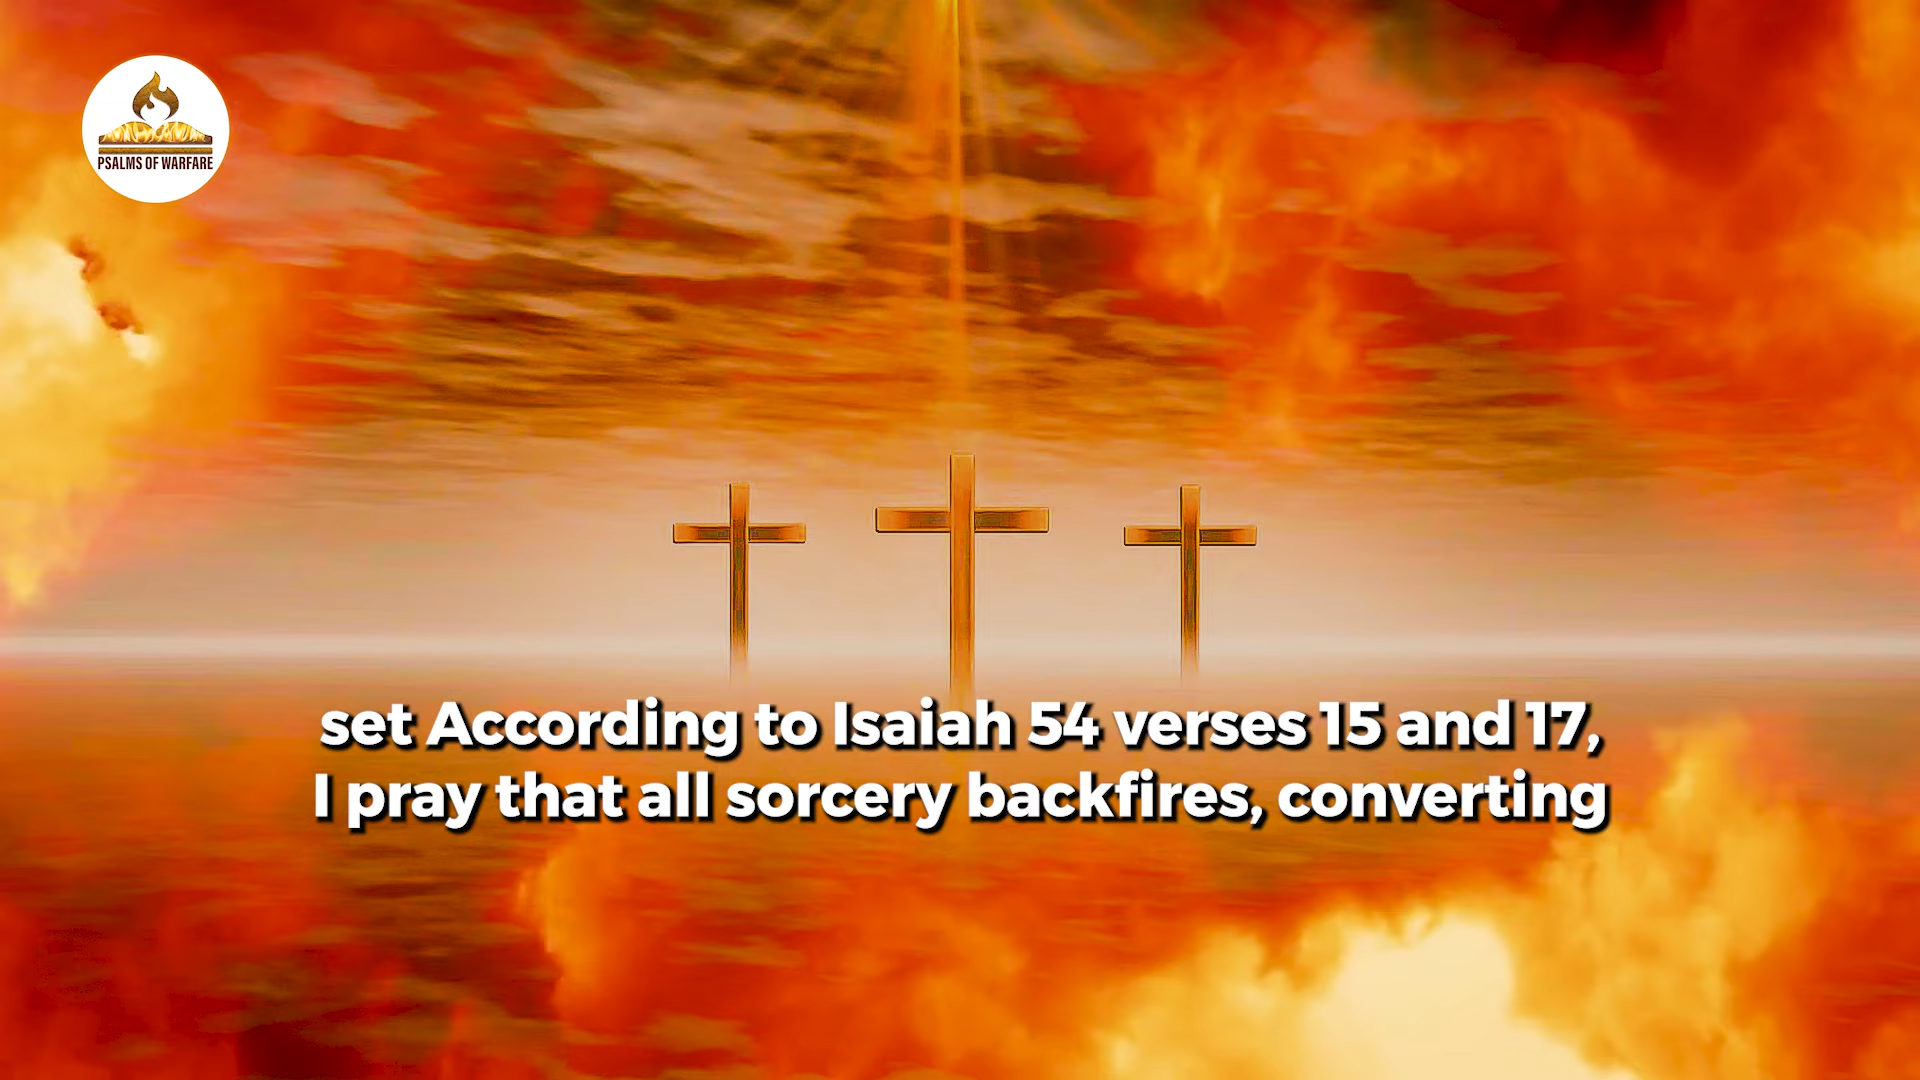 PSALMS OF WARFARE
set According to Isaiah 54 verses 15 and 17,
I pray that all sorcery backfires, converting